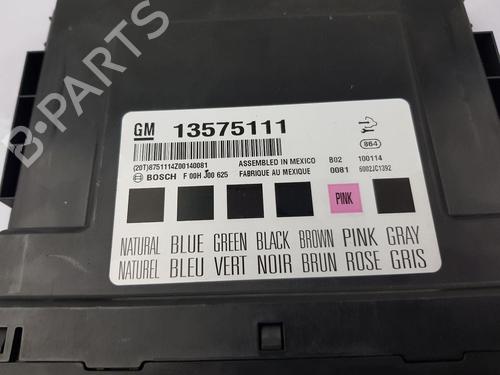 GM 13575111
864
(20T)8751114Z00140081 ASSEMBLED IN MEXICO B02 100114
BOSCH F 00H J00 625 FABRIQUE AU MEXIQUE 0081 6002JC1392
PINK
NATURAL BLUE GREEN BLACK BROWN PINK GRAY
NATUREL BLEU VERT NOIR BRUN ROSE GRIS
B-PARTS